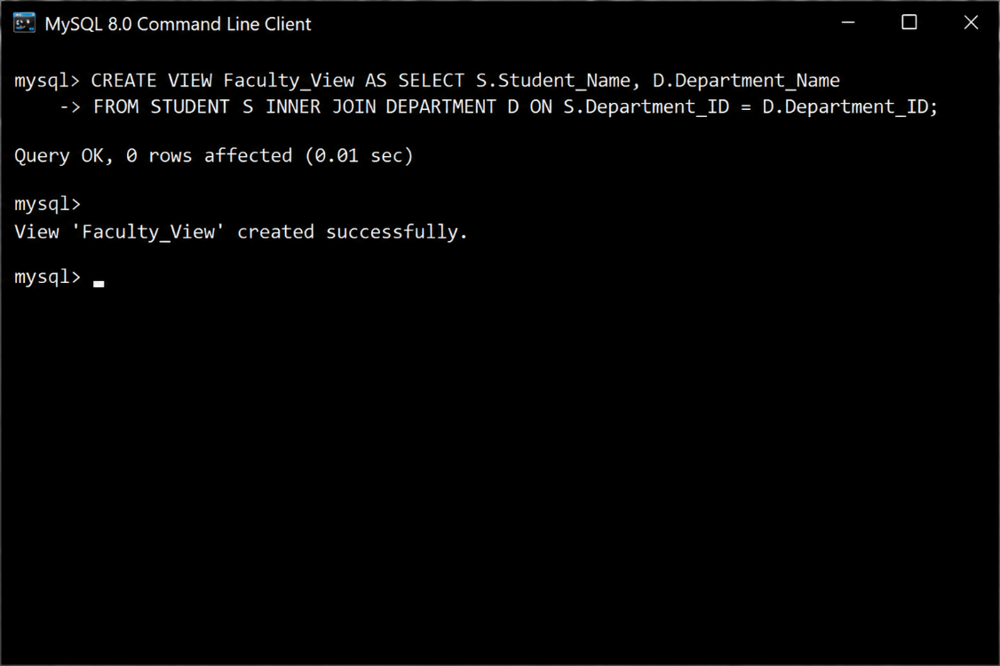 MySQL 8.0 Command Line Client
mysql> CREATE VIEW Faculty_View AS SELECT S.Student_Name, D.Department_Name
-> FROM STUDENT S INNER JOIN DEPARTMENT D ON S.Department_ID = D.Department_ID;
Query OK, 0 rows affected (0.01 sec)
mysql>
View 'Faculty_View' created successfully.
mysql>